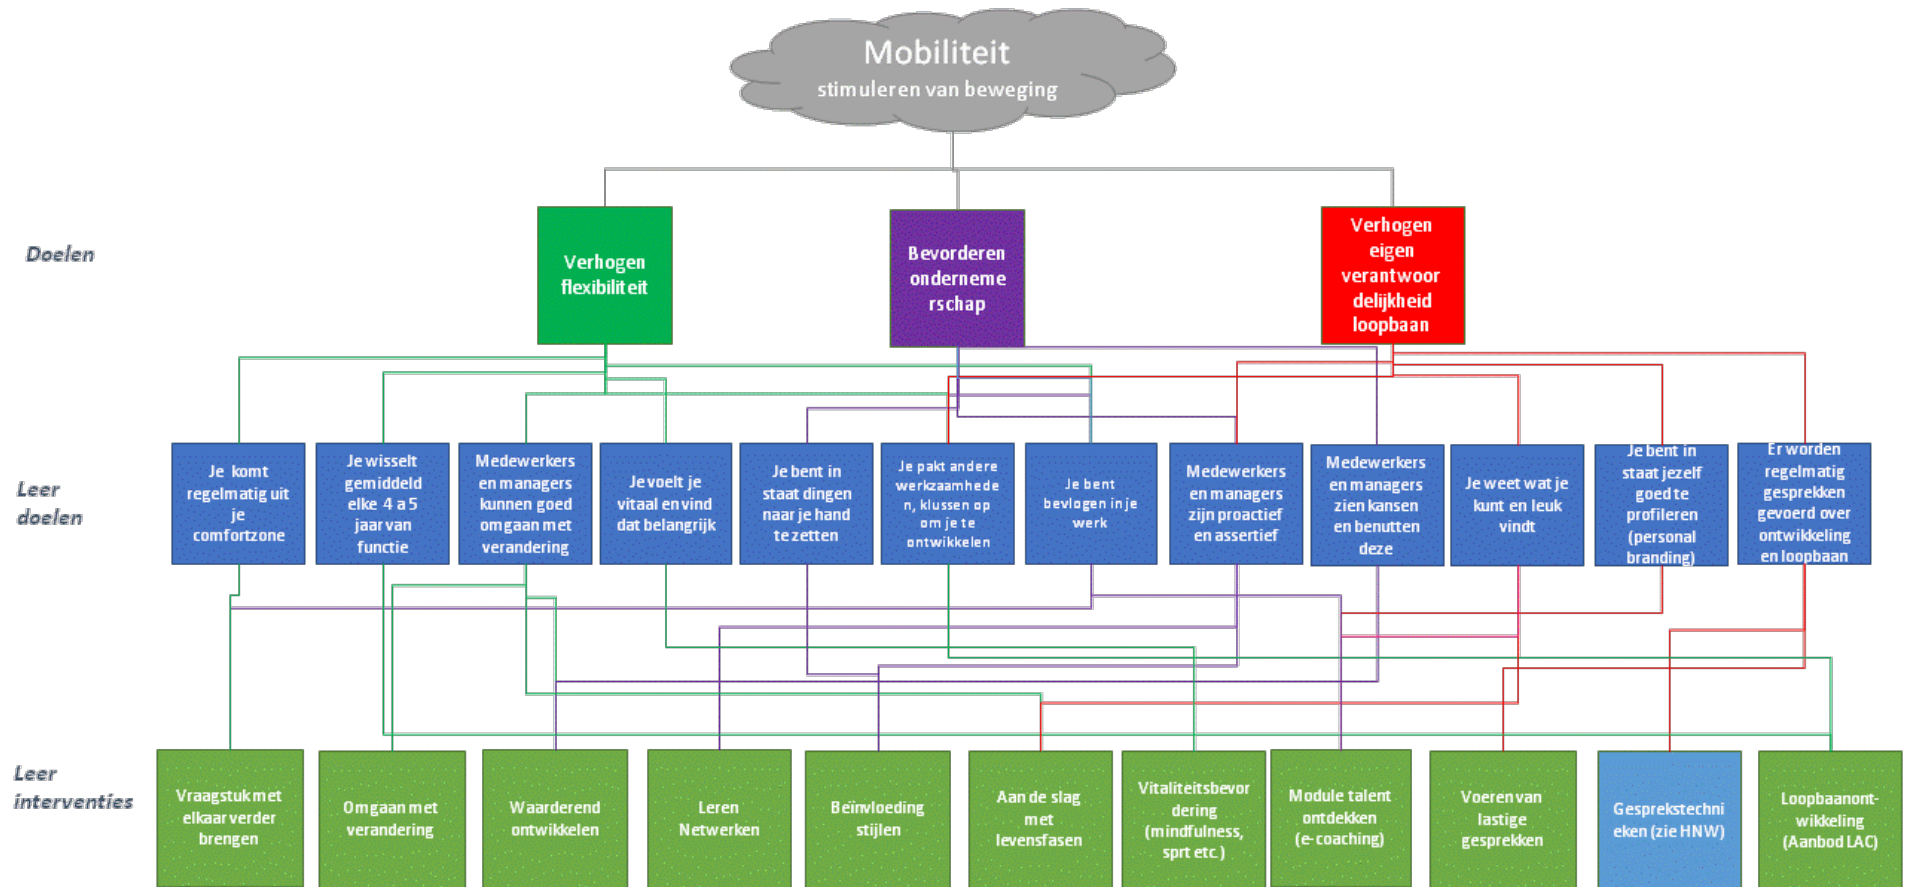 Mobiliteit
stimuleren van beweging
Doelen
Verhogen
flexibiliteit
Bevorderen
onderneme
rschap
Verhogen
eigen
verantwoor
delijkheid
loopbaan
Leer
doelen
Je komt
regelmatig uit
je
comfortzone
Je wisselt
gemiddeld
elke 4 a 5
jaar van
functie
Medewerkers
en managers
kunnen goed
omgaan met
verandering
Je voelt je
vitaal en vind
dat belangrijk
Je bent in
staat dingen
naar je hand
te zetten
Je pakt andere
werkzaamhede
n, klussen op
om je te
ontwikkelen
Je bent
bevlogen in je
werk
Medewerkers
en managers
zijn proactief
en assertief
Medewerkers
en managers
zien kansen
en benutten
deze
Je weet wat je
kunt en leuk
vindt
Je bent in
staat jezelf
goed te
profileren
(personal
branding)
Er worden
regelmatig
gesprekken
gevoerd over
ontwikkeling
en loopbaan
Leer
interventies
Vraagstuk met
elkaar verder
brengen
Omgaan met
verandering
Waarderend
ontwikkelen
Leren
Netwerken
Beïnvloeding
stijlen
Aan de slag
met
levensfasen
Vitaliteitsbevor
dering
(mindfulness,
sprt etc.)
Module talent
ontdekken
(e-coaching)
Voeren van
lastige
gesprekken
Gesprekstechni
eken (zie HNW)
Loopbaanont-
wikkeling
(Aanbod LAC)